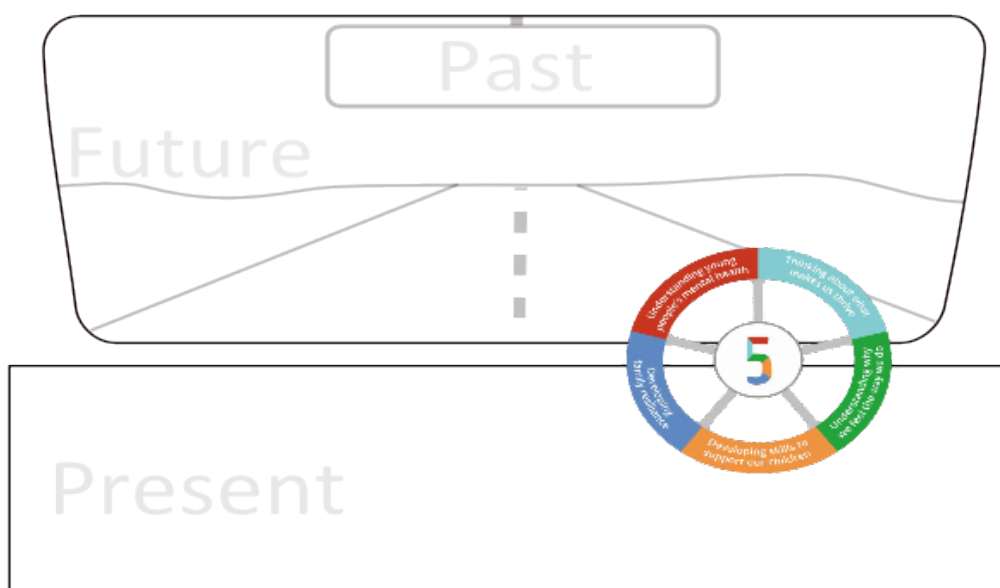 Past
Future
Understanding young
people's mental health
Thinking about what
makes us thrive
5
Understanding why
we feel the way we do
Developing
family resiliance
Developing skills to
support our children
Present